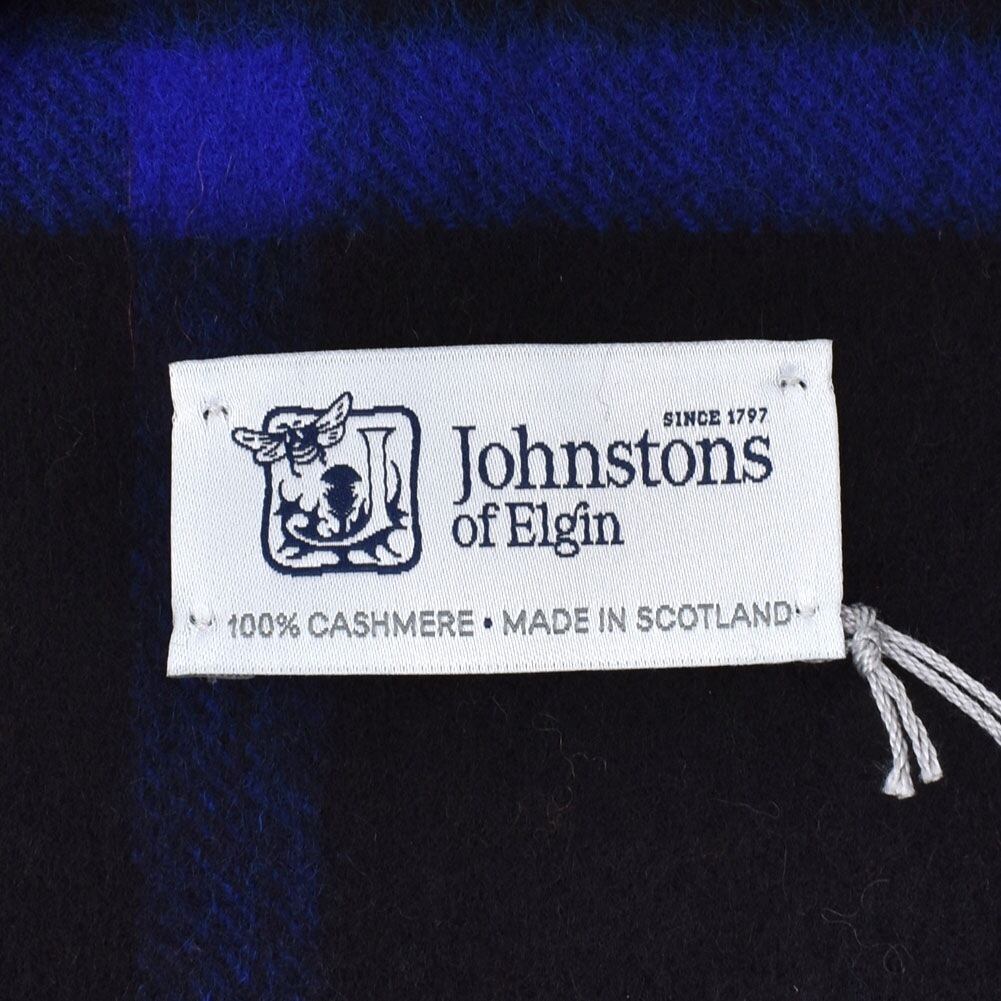 SINCE 1797
Johnstons
of Elgin
100% CASHMERE • MADE IN SCOTLAND